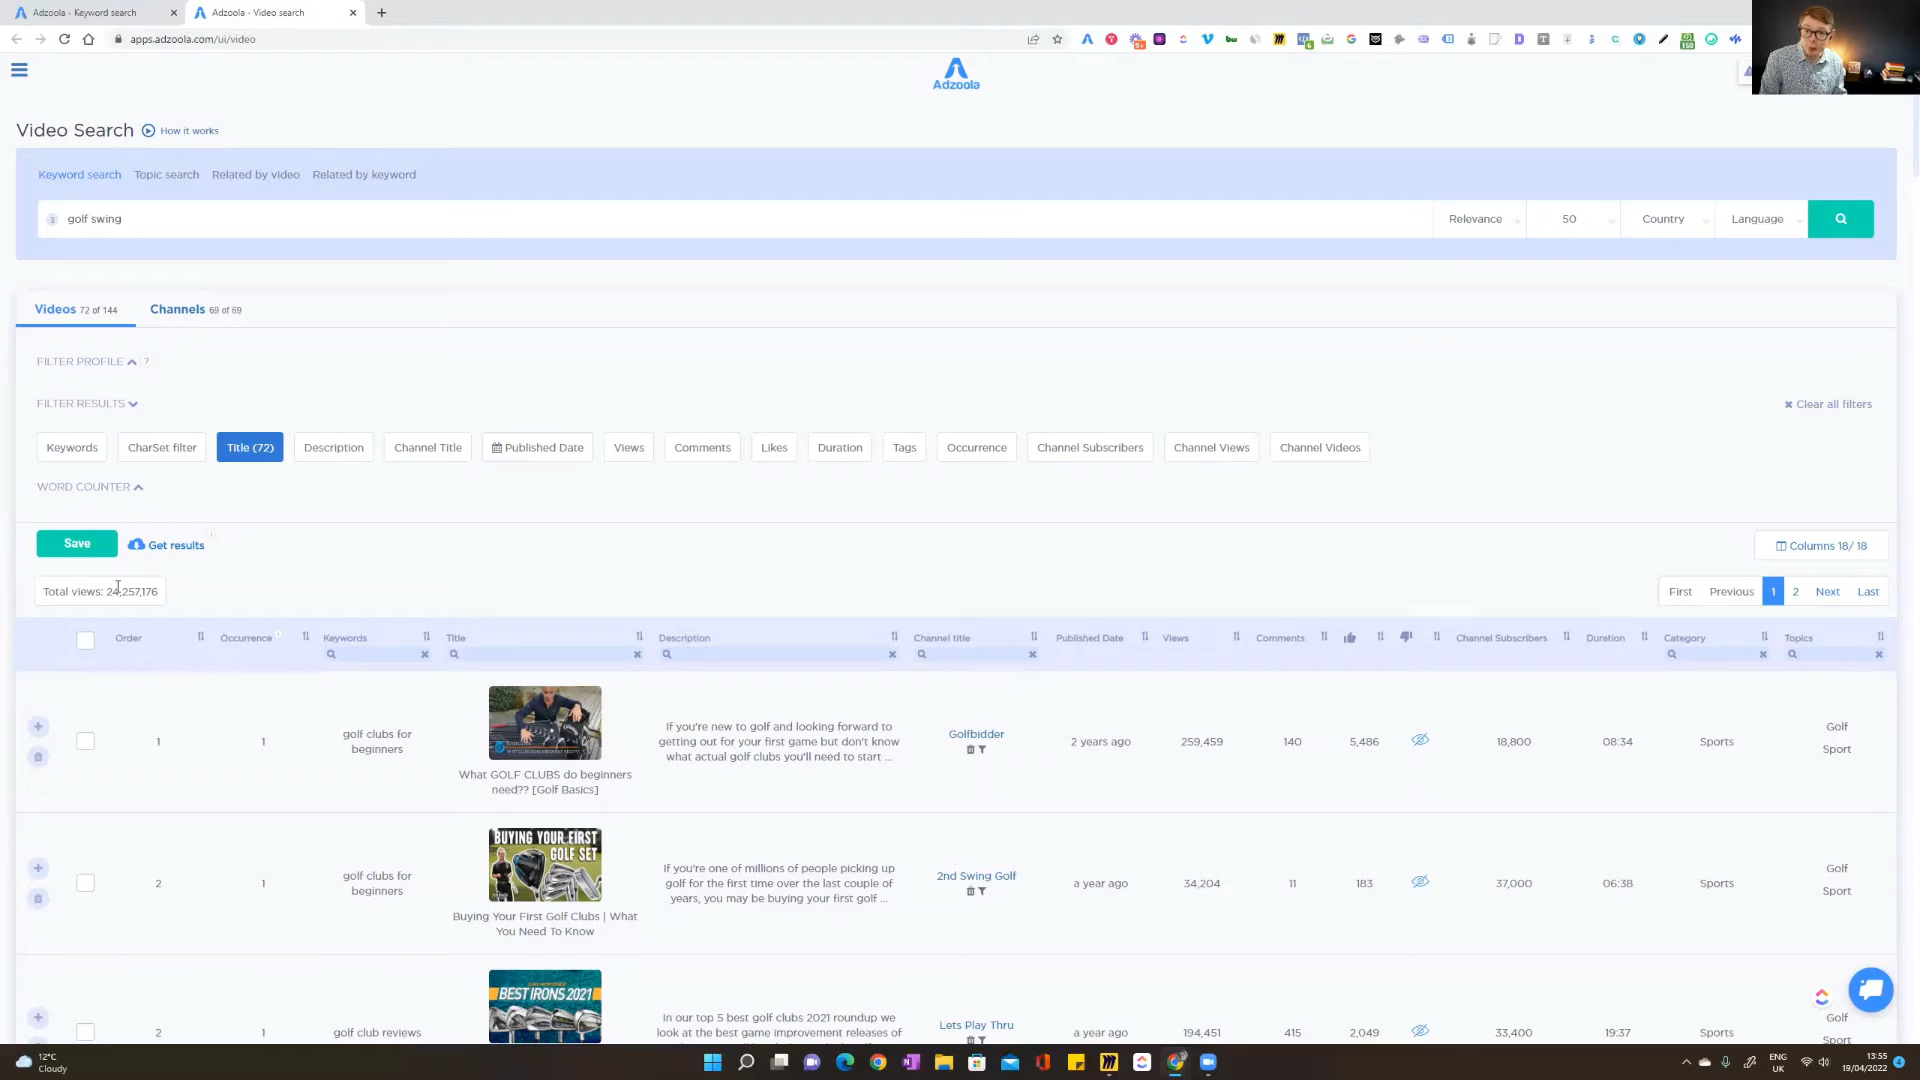 Adzoola - Keyword search
Adzoola - Video search
apps.adzoola.com/ui/video
Adzoola
Video Search How it works
Keyword search Topic search Related by video Related by keyword
3 golf swing Relevance 50 Country Language
Videos 72 of 144 Channels 69 of 69
FILTER PROFILE ?
FILTER RESULTS Clear all filters
Keywords CharSet filter Title (72) Description Channel Title Published Date Views Comments Likes Duration Tags Occurrence Channel Subscribers Channel Views Channel Videos
WORD COUNTER
Save Get results Columns 18/ 18
Total views: 24,257,176 First Previous 1 2 Next Last
Order Occurrence Keywords Title Description Channel title Published Date Views Comments Channel Subscribers Duration Category Topics
1 1 golf clubs for beginners
What GOLF CLUBS do beginners need?? [Golf Basics]
If you're new to golf and looking forward to
getting out for your first game but don't know
what actual golf clubs you'll need to start ...
Golfbidder 2 years ago 259,459 140 5,486 18,800 08:34 Sports
Golf
Sport
2 1 golf clubs for beginners
BUYING YOUR FIRST
GOLF SET
Buying Your First Golf Clubs | What
You Need To Know
If you're one of millions of people picking up
golf for the first time over the last couple of
years, you may be buying your first golf ...
2nd Swing Golf a year ago 34,204 11 183 37,000 06:38 Sports
Golf
Sport
2 1 golf club reviews
BEST IRONS 2021
In our top 5 best golf clubs 2021 roundup we
look at the best game improvement releases of
Lets Play Thru a year ago 194,451 415 2,049 33,400 19:37 Sports
Golf
Sport
12°C
Cloudy
ENG
UK
13:55
19/04/2022